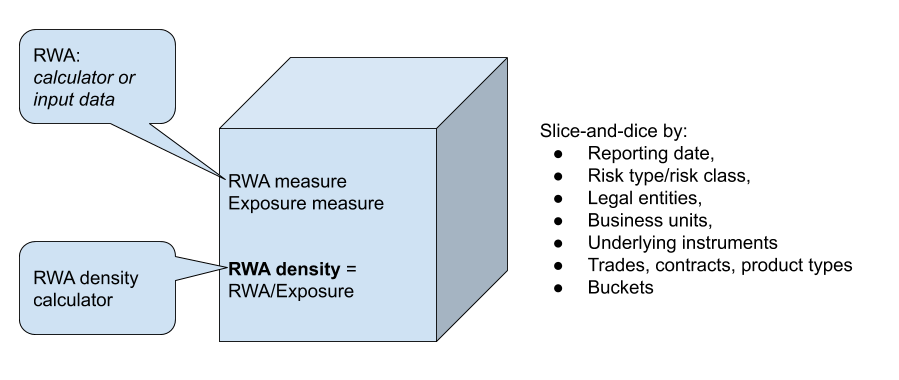 RWA:
calculator or
input data
RWA measure
Exposure measure
RWA density
calculator
RWA density =
RWA/Exposure
Slice-and-dice by:
● Reporting date,
● Risk type/risk class,
● Legal entities,
● Business units,
● Underlying instruments
● Trades, contracts, product types
● Buckets